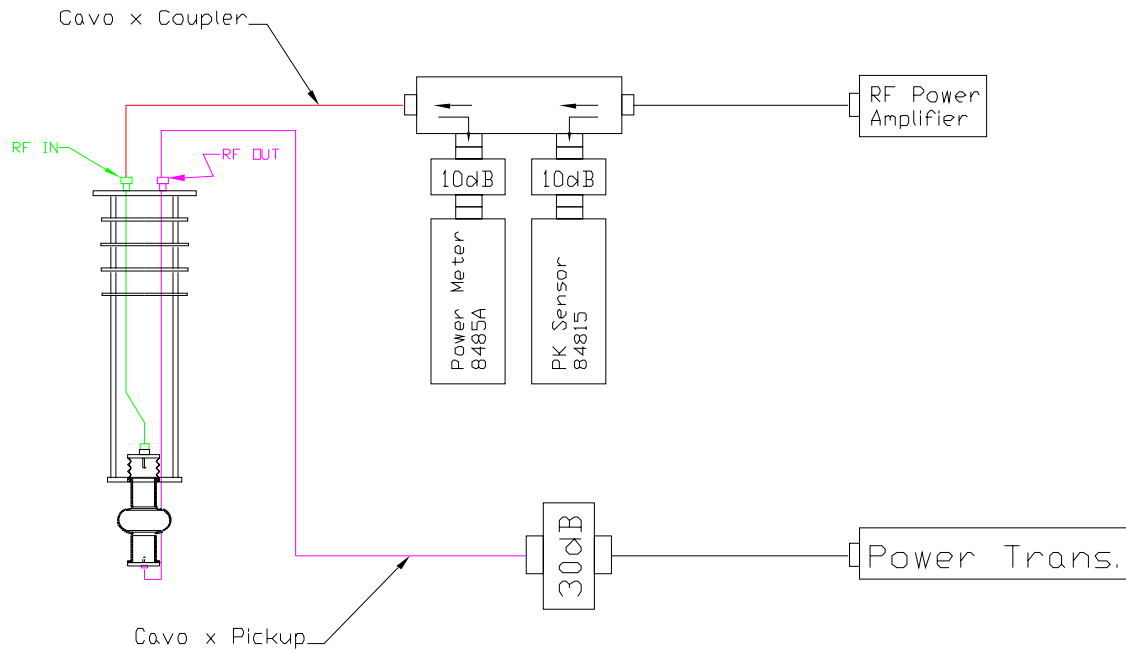 Cavo x Coupler
RF IN
RF OUT
RF Power
Amplifier
10dB
10dB
Power Meter
8485A
PK Sensor
84815
30dB
Power Trans.
Cavo x Pickup